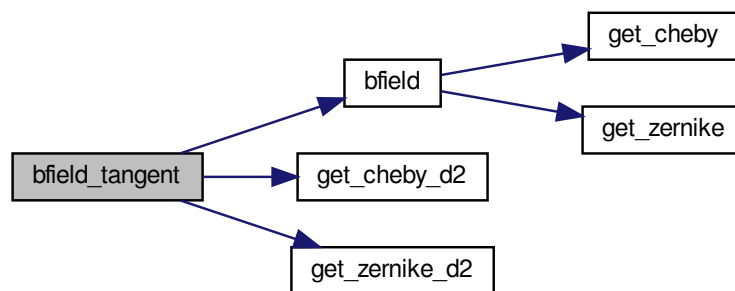 get_cheby
bfield
get_zernike
bfield_tangent
get_cheby_d2
get_zernike_d2